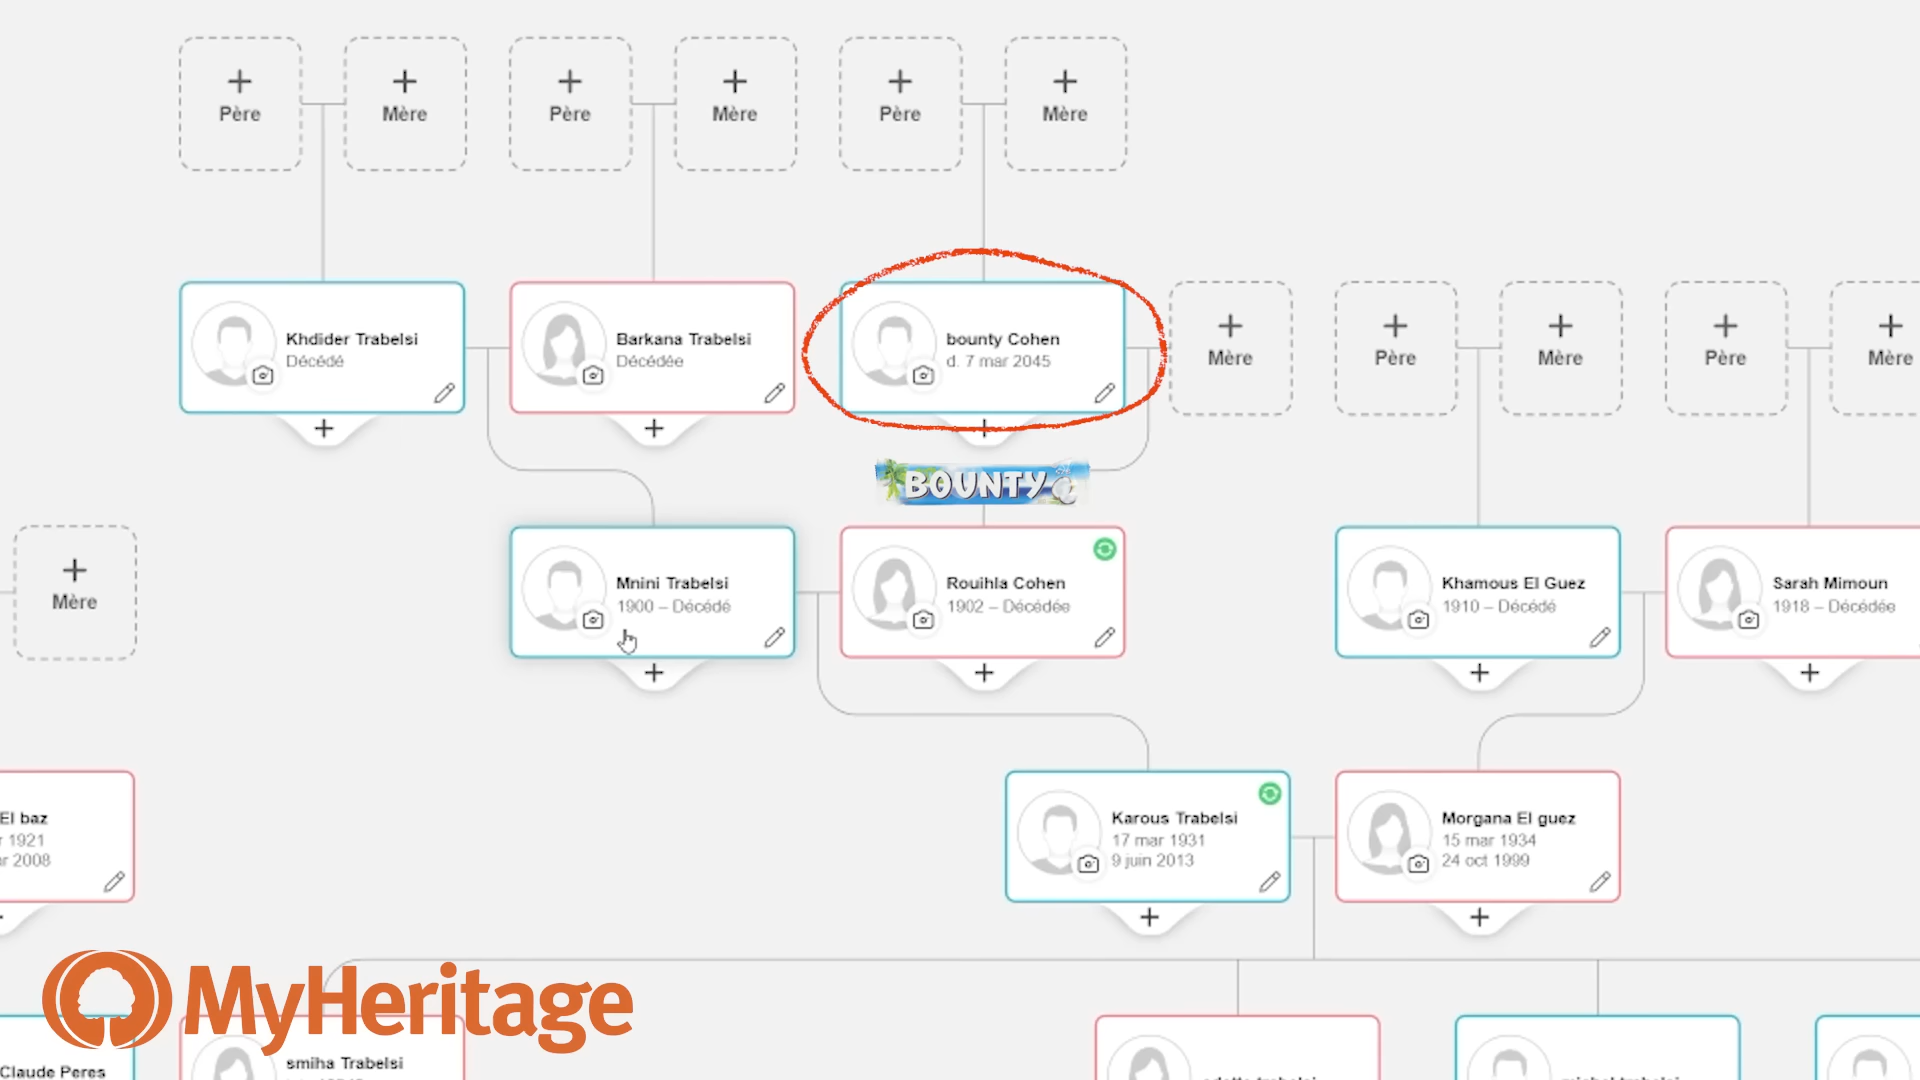 Père
Mère
Père
Mère
Père
Mère
Khdider Trabelsi
Décédé
Barkana Trabelsi
Décédée
bounty Cohen
d. 7 mar 2045
Mère
Père
Mère
Père
Mère
BOUNTY
Mère
Mnini Trabelsi
1900 – Décédé
Rouihla Cohen
1902 – Décédée
Khamous El Guez
1910 – Décédé
Sarah Mimoun
1918 – Décédée
El baz
r 1921
ar 2008
Karous Trabelsi
17 mar 1931
9 juin 2013
Morgana El guez
15 mar 1934
24 oct 1999
MyHeritage
Claude Peres
smiha Trabelsi